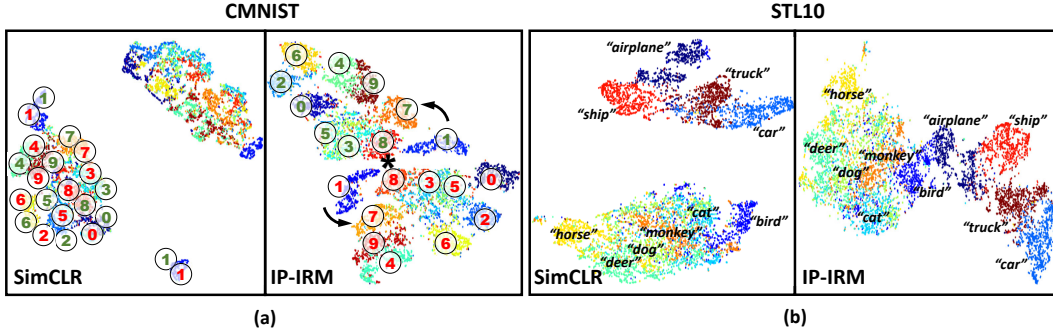 CMNIST
STL10
1
1
4
7
7
4
9
3
9
8
3
6
5
8
0
6
5
2
2
0
1
1
SimCLR
6
4
9
2
0
7
5
3
8
1
*
1
8
3
5
0
7
2
9
6
4
IP-IRM
"airplane"
"truck"
"ship"
"car"
"cat"
"bird"
"horse"
"monkey"
"dog"
"deer"
SimCLR
"horse"
"airplane"
"ship"
"deer"
"monkey"
"dog"
"bird"
"cat"
"truck"
"car"
IP-IRM
(a)
(b)